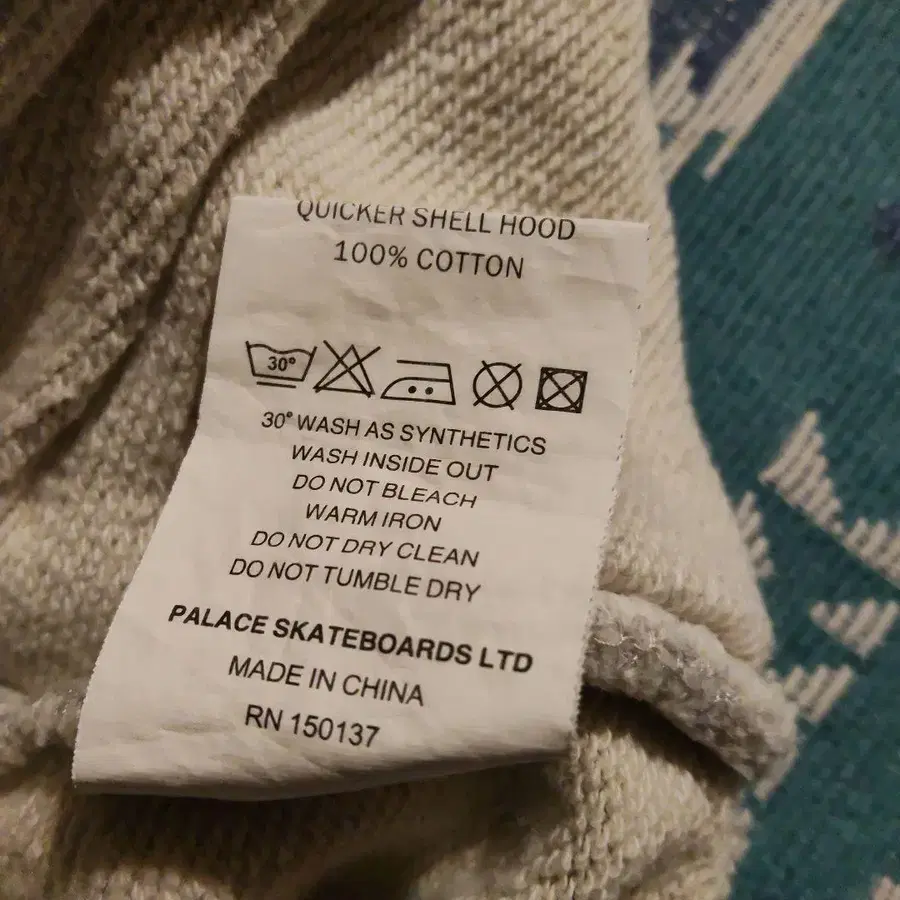 QUICKER SHELL HOOD
100% COTTON
30°
30° WASH AS SYNTHETICS
WASH INSIDE OUT
DO NOT BLEACH
WARM IRON
DO NOT DRY CLEAN
DO NOT TUMBLE DRY
PALACE SKATEBOARDS LTD
MADE IN CHINA
RN 150137